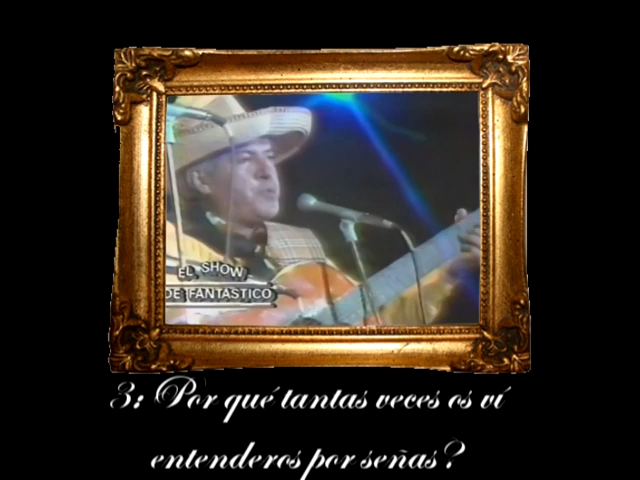 EL SHOW
DE FANTASTICO
3: Por qué tantas veces os ví
entenderos por señas?